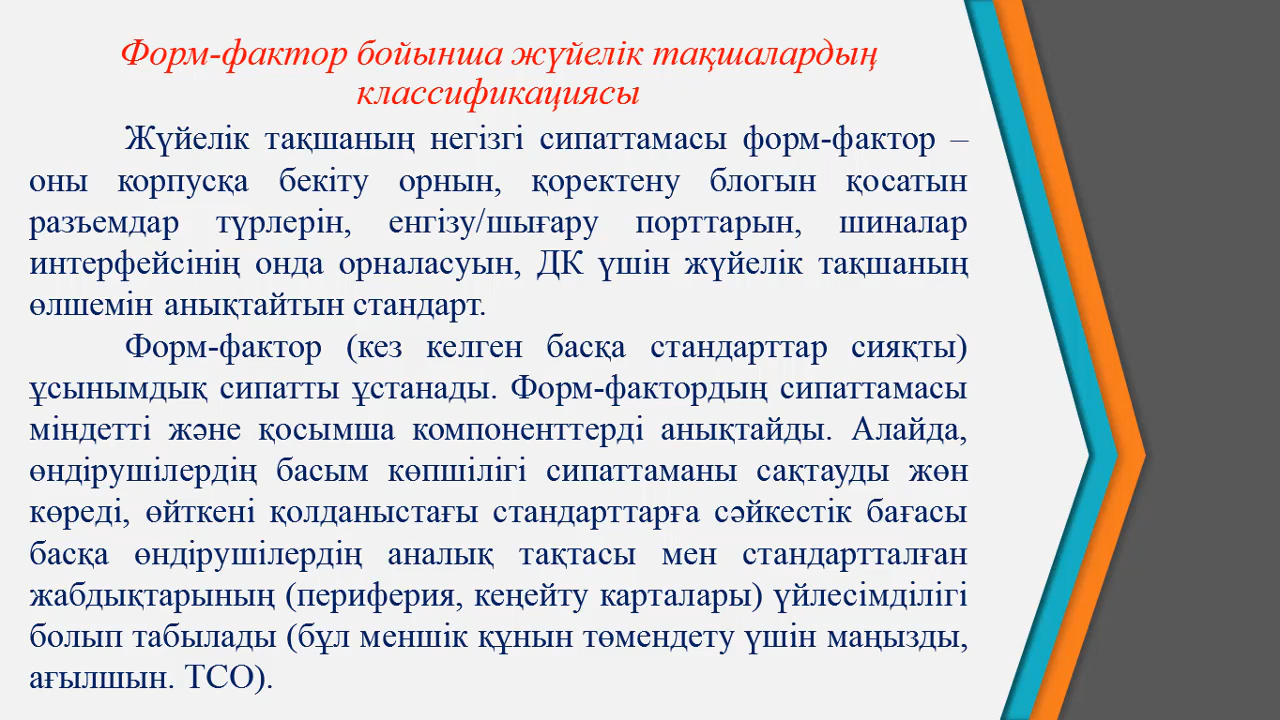 Форм-фактор бойынша жүйелік тақшалардың
классификациясы
Жүйелік тақшаның негізгі сипаттамасы форм-фактор –
оны корпусқа бекіту орнын, қоректену блогын қосатын
разъемдар түрлерін, енгізу/шығару порттарын, шиналар
интерфейсінің онда орналасуын, ДК үшін жүйелік тақшаның
өлшемін анықтайтын стандарт.
Форм-фактор (кез келген басқа стандарттар сияқты)
ұсынымдық сипатты ұстанады. Форм-фактордың сипаттамасы
міндетті және қосымша компоненттерді анықтайды. Алайда,
өндірушілердің басым көпшілігі сипаттаманы сақтауды жөн
көреді, өйткені қолданыстағы стандарттарға сәйкестік бағасы
басқа өндірушілердің аналық тақтасы мен стандартталған
жабдықтарының (периферия, кеңейту карталары) үйлесімділігі
болып табылады (бұл меншік құнын төмендету үшін маңызды,
ағылшын. TCO).